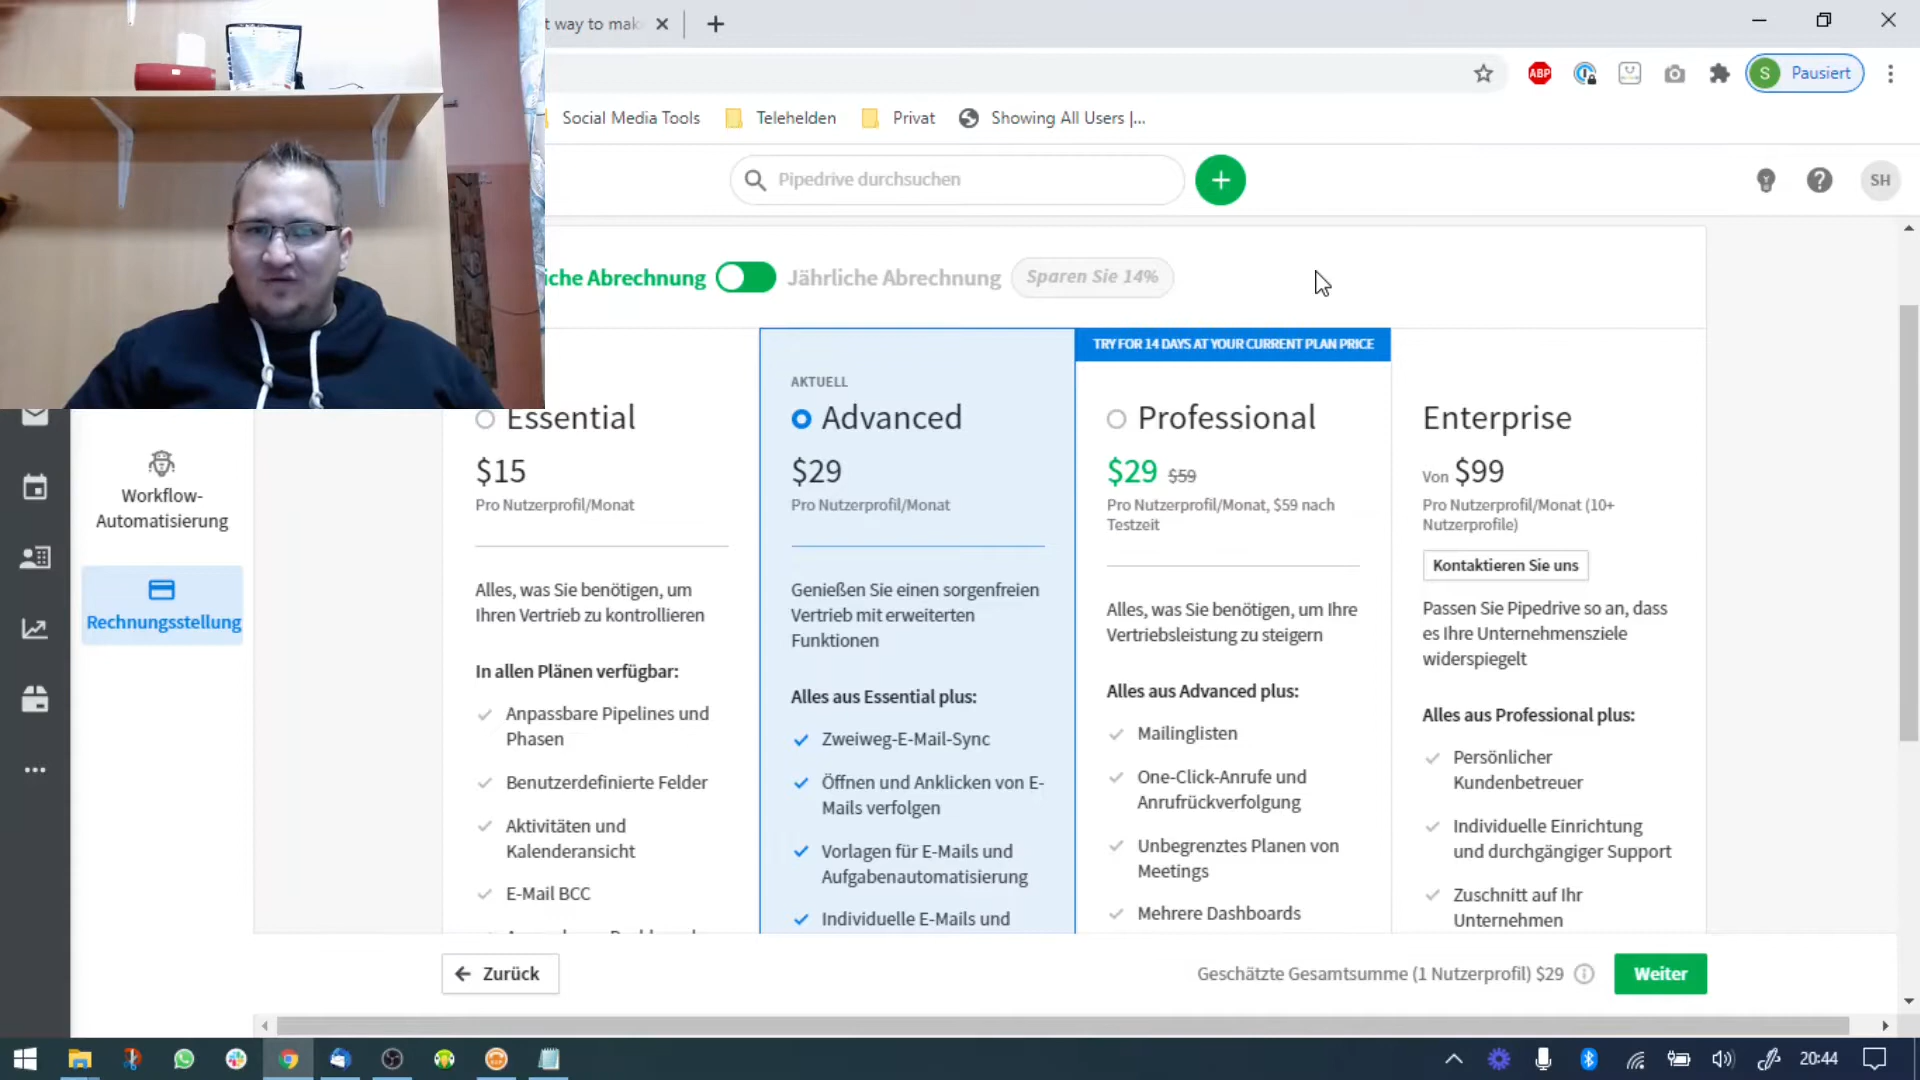 t way to mak
ABP
S Pausiert
Social Media Tools
Telehelden
Privat
Showing All Users |...
Pipedrive durchsuchen
SH
iche Abrechnung
Jährliche Abrechnung
Sparen Sie 14%
TRY FOR 14 DAYS AT YOUR CURRENT PLAN PRICE
Workflow-
Automatisierung
Rechnungsstellung
Essential
$15
Pro Nutzerprofil/Monat
Alles, was Sie benötigen, um
Ihren Vertrieb zu kontrollieren
In allen Plänen verfügbar:
Anpassbare Pipelines und
Phasen
Benutzerdefinierte Felder
Aktivitäten und
Kalenderansicht
E-Mail BCC
AKTUELL
Advanced
$29
Pro Nutzerprofil/Monat
Genießen Sie einen sorgenfreien
Vertrieb mit erweiterten
Funktionen
Alles aus Essential plus:
Zweiweg-E-Mail-Sync
Öffnen und Anklicken von E-
Mails verfolgen
Vorlagen für E-Mails und
Aufgabenautomatisierung
Individuelle E-Mails und
Professional
$29 $59
Pro Nutzerprofil/Monat, $59 nach
Testzeit
Alles, was Sie benötigen, um Ihre
Vertriebsleistung zu steigern
Alles aus Advanced plus:
Mailinglisten
One-Click-Anrufe und
Anrufrückverfolgung
Unbegrenztes Planen von
Meetings
Mehrere Dashboards
Enterprise
Von $99
Pro Nutzerprofil/Monat (10+
Nutzerprofile)
Kontaktieren Sie uns
Passen Sie Pipedrive so an, dass
es Ihre Unternehmensziele
widerspiegelt
Alles aus Professional plus:
Persönlicher
Kundenbetreuer
Individuelle Einrichtung
und durchgängiger Support
Zuschnitt auf Ihr
Unternehmen
Zurück
Geschätzte Gesamtsumme (1 Nutzerprofil) $29
Weiter
20:44